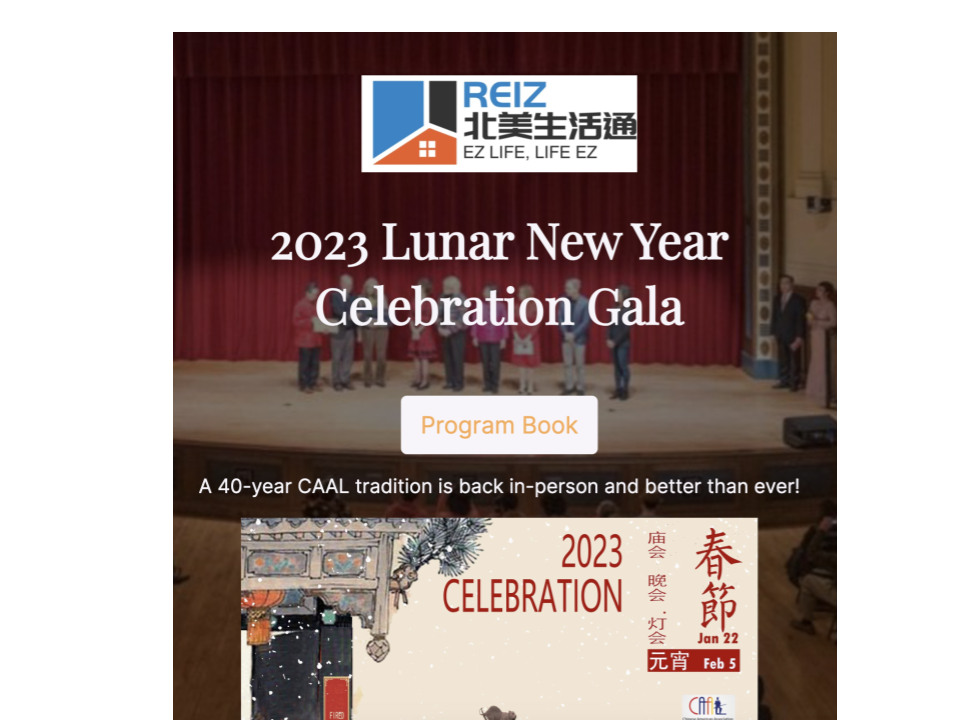 REIZ
北美生活通
EZ LIFE, LIFE EZ
2023 Lunar New Year
Celebration Gala
Program Book
A 40-year CAAL tradition is back in-person and better than ever!
2023
CELEBRATION
庙会 晚会·灯会
春節
Jan 22
元宵 Feb 5
CAAL